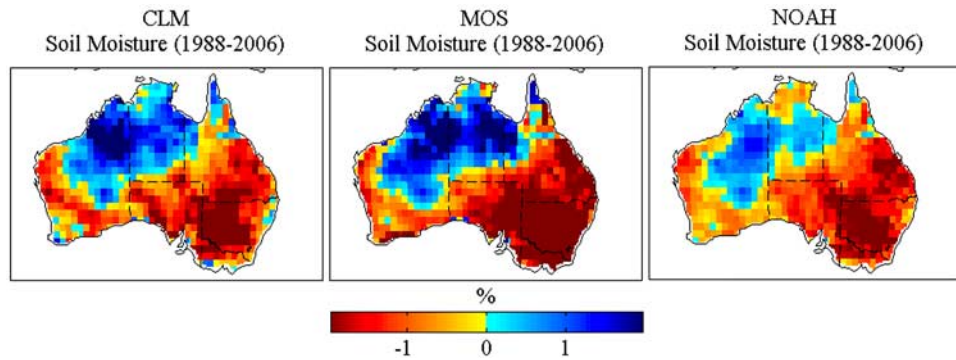 CLM
Soil Moisture (1988-2006)
MOS
Soil Moisture (1988-2006)
NOAH
Soil Moisture (1988-2006)
%
-1 0 1